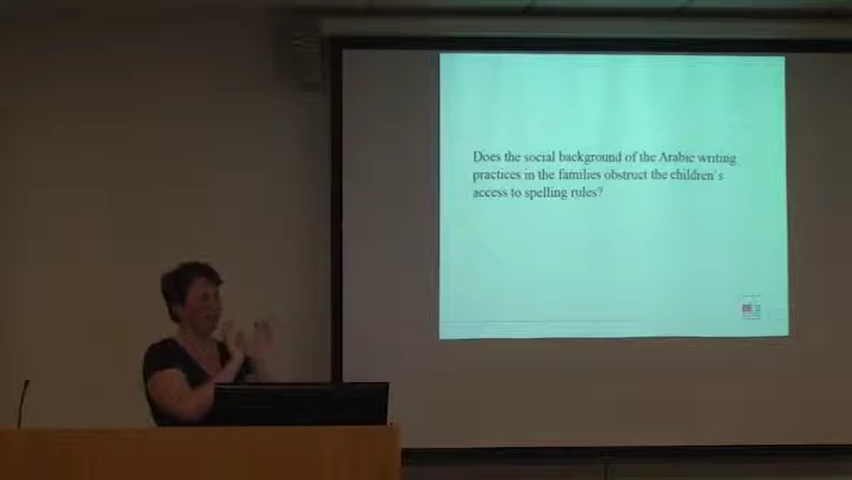 Does the social background of the Arabic writing
practices in the families obstruct the children's
access to spelling rules?